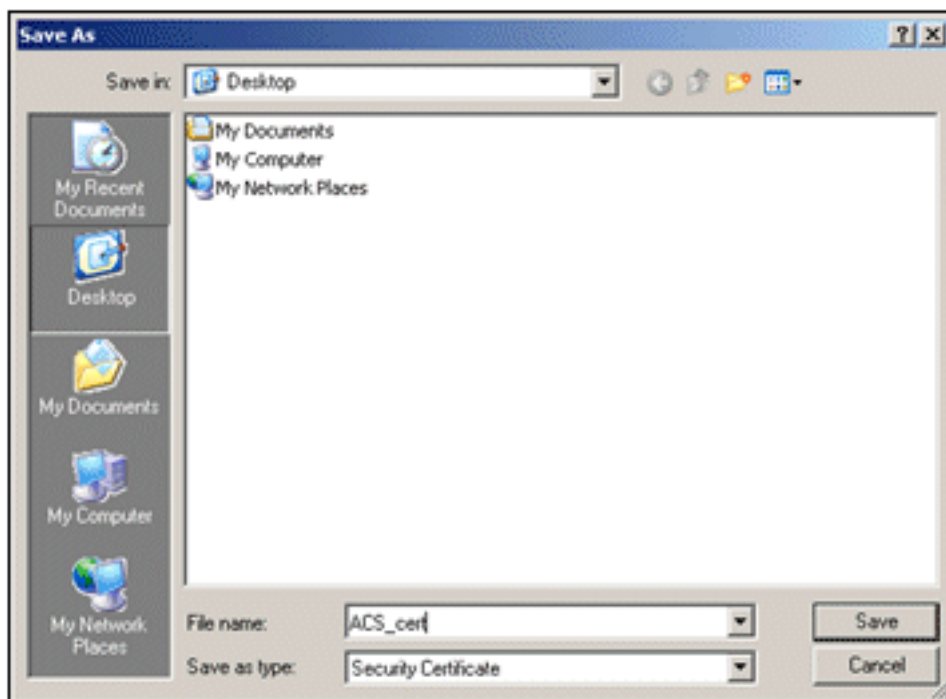 Save As
Save in:
Desktop
My Recent
Documents
Desktop
My Documents
My Computer
My Network
Places
My Documents
My Computer
My Network Places
File name:
ACS_cert
Save
Save as type:
Security Certificate
Cancel